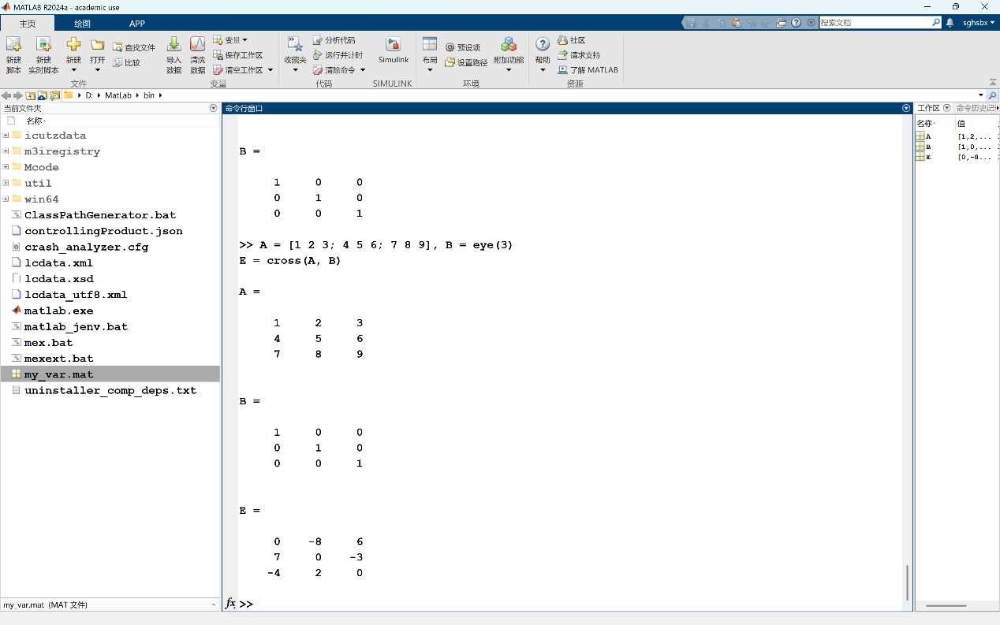 MATLAB R2024a - academic use
主页 绘图 APP
搜索文档
sghsbx
新建 脚本
新建 实时脚本
新建
打开
查找文件
比较
文件
导入 数据
清洗 数据
变量
保存工作区
清空工作区
变量
收藏夹
分析代码
运行并计时
清除命令
代码
Simulink
SIMULINK
布局
预设项
设置路径
附加功能
环境
帮助
社区
请求支持
了解 MATLAB
资源
D: MatLab bin
当前文件夹
名称
icutzdata
m3iregistry
Mcode
util
win64
ClassPathGenerator.bat
controllingProduct.json
crash_analyzer.cfg
lcdata.xml
lcdata.xsd
lcdata_utf8.xml
matlab.exe
matlab_jenv.bat
mex.bat
mexext.bat
my_var.mat
uninstaller_comp_deps.txt
my_var.mat (MAT 文件)
命令行窗口
B =
1 0 0
0 1 0
0 0 1
>> A = [1 2 3; 4 5 6; 7 8 9], B = eye(3)
E = cross(A, B)
A =
1 2 3
4 5 6
7 8 9
B =
1 0 0
0 1 0
0 0 1
E =
0 -8 6
7 0 -3
-4 2 0
fx >>
工作区 命令历史记
名称 值
A [1,2,...
B [1,0,...
E [0,-8...